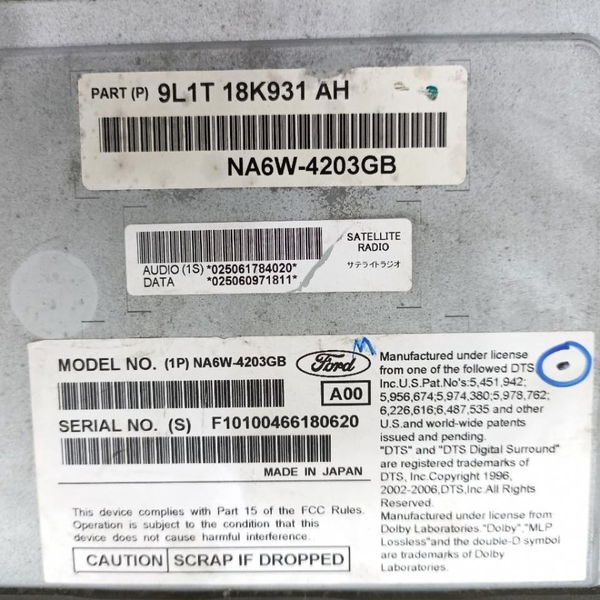 PART (P) 9L1T 18K931 AH
NA6W-4203GB
SATELLITE
RADIO
サテライトラジオ
AUDIO (1S) *025061784020*
DATA *025060971811*
MODEL NO. (1P) NA6W-4203GB
Ford
M
A00
SERIAL NO. (S) F10100466180620
MADE IN JAPAN
This device complies with Part 15 of the FCC Rules.
Operation is subject to the condition that this
device does not cause harmful interference.
CAUTION SCRAP IF DROPPED
Manufactured under license
from one of the followed DTS,
Inc.U.S.Pat.No's:5,451,942;
5,956,674;5,974,380;5,978,762;
6,226,616;6,487,535 and other
U.S.and world-wide patents
issued and pending.
"DTS" and "DTS Digital Surround"
are registered trademarks of
DTS, Inc.Copyright 1996,
2002-2006,DTS,Inc.All Rights
Reserved.
Manufactured under license from
Dolby Laboratories."Dolby","MLP
Lossless"and the double-D symbol
are trademarks of Dolby
Laboratories.